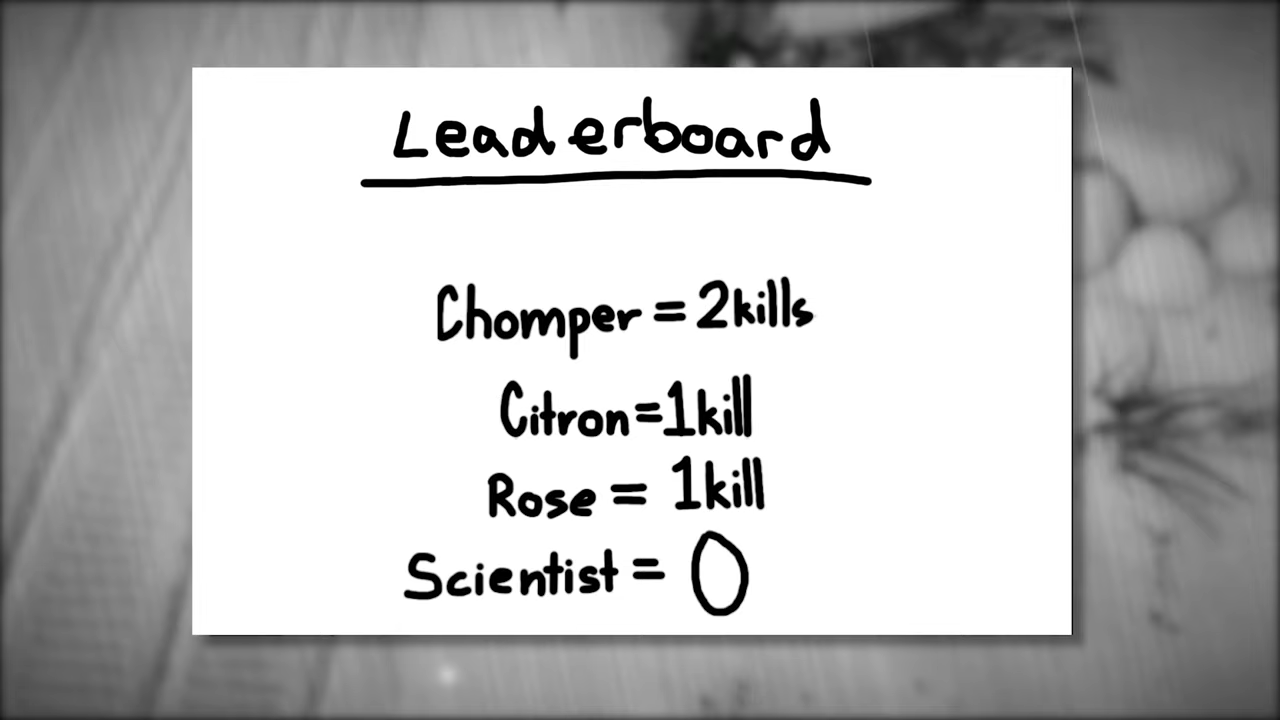 Leaderboard
Chomper = 2kills
Citron=1kill
Rose = 1kill
Scientist = 0